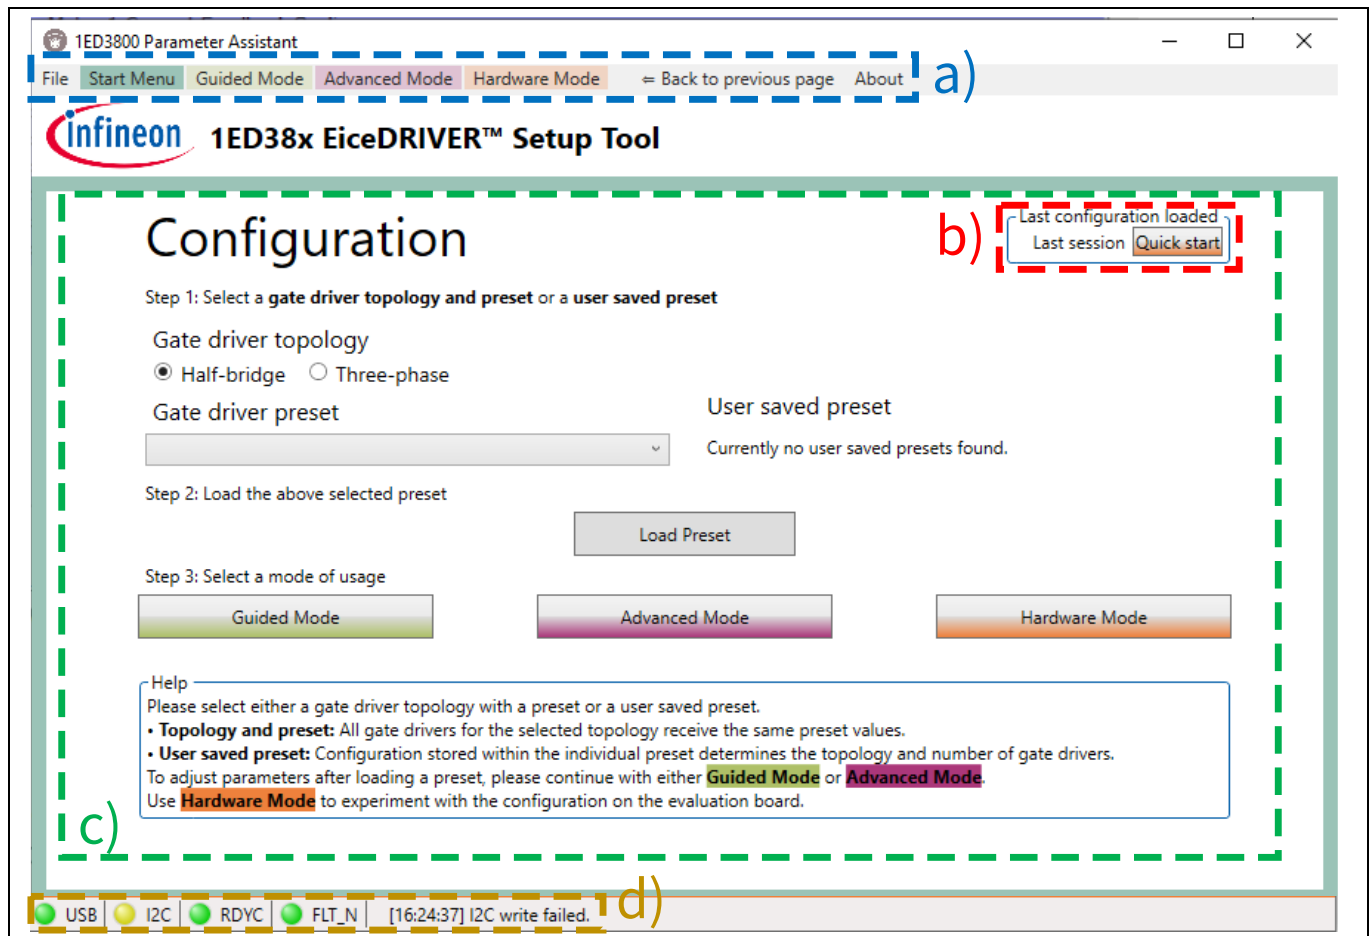 1ED3800 Parameter Assistant
File Start Menu Guided Mode Advanced Mode Hardware Mode ⇐ Back to previous page About
a)
infineon 1ED38x EiceDRIVER™ Setup Tool
Configuration
b)
Last configuration loaded
Last session Quick start
Step 1: Select a gate driver topology and preset or a user saved preset
Gate driver topology
Half-bridge Three-phase
Gate driver preset
User saved preset
Currently no user saved presets found.
Step 2: Load the above selected preset
Load Preset
Step 3: Select a mode of usage
Guided Mode Advanced Mode Hardware Mode
Help
Please select either a gate driver topology with a preset or a user saved preset.
• Topology and preset: All gate drivers for the selected topology receive the same preset values.
• User saved preset: Configuration stored within the individual preset determines the topology and number of gate drivers.
To adjust parameters after loading a preset, please continue with either Guided Mode or Advanced Mode.
Use Hardware Mode to experiment with the configuration on the evaluation board.
c)
d)
USB I2C RDYC FLT_N [16:24:37] I2C write failed.